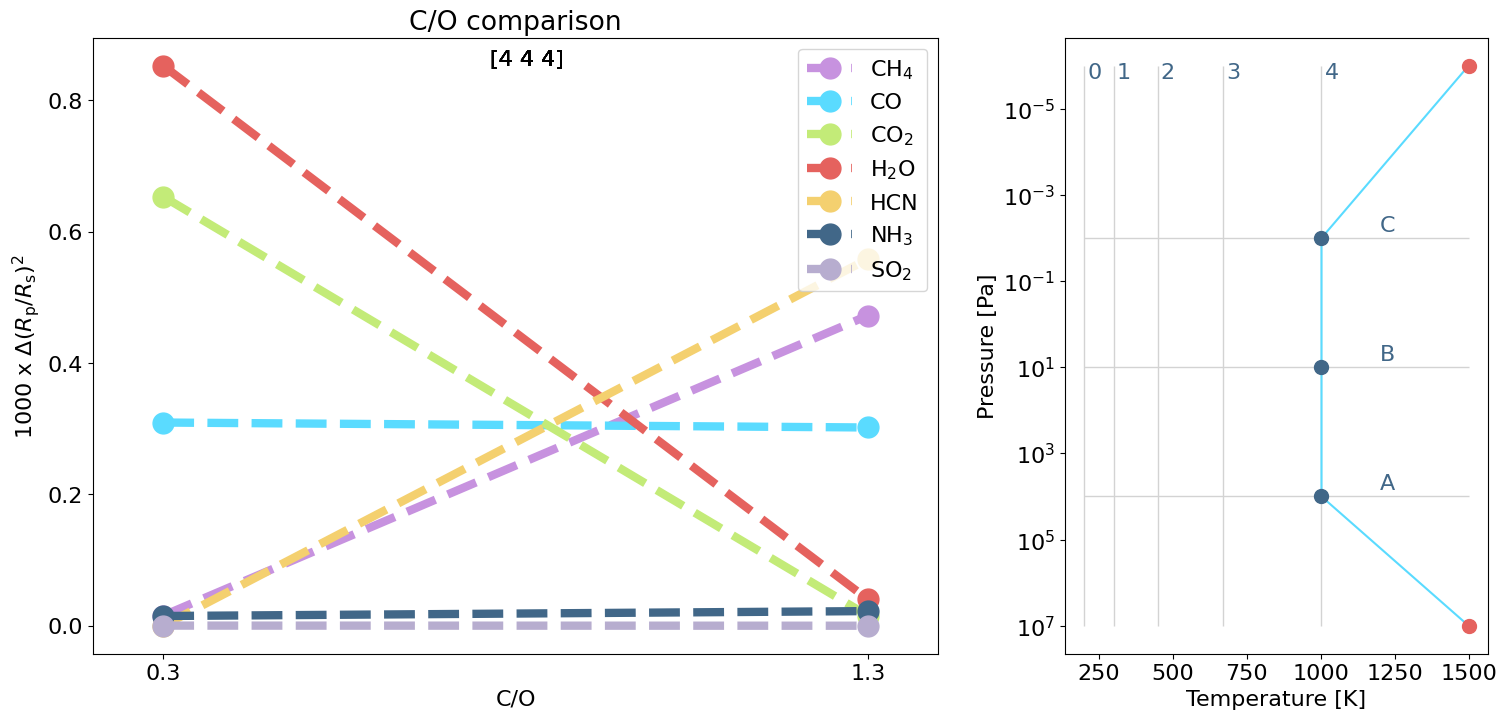 C/O comparison
[4 4 4]
CH₄
CO
CO₂
H₂O
HCN
NH₃
SO₂
1000 x Δ(Rₚ/Rₛ)²
0.8
0.6
0.4
0.2
0.0
0.3
1.3
C/O
0 1 2 3 4
C
B
A
Pressure [Pa]
10⁻⁵
10⁻³
10⁻¹
10¹
10³
10⁵
10⁷
250 500 750 1000 1250 1500
Temperature [K]